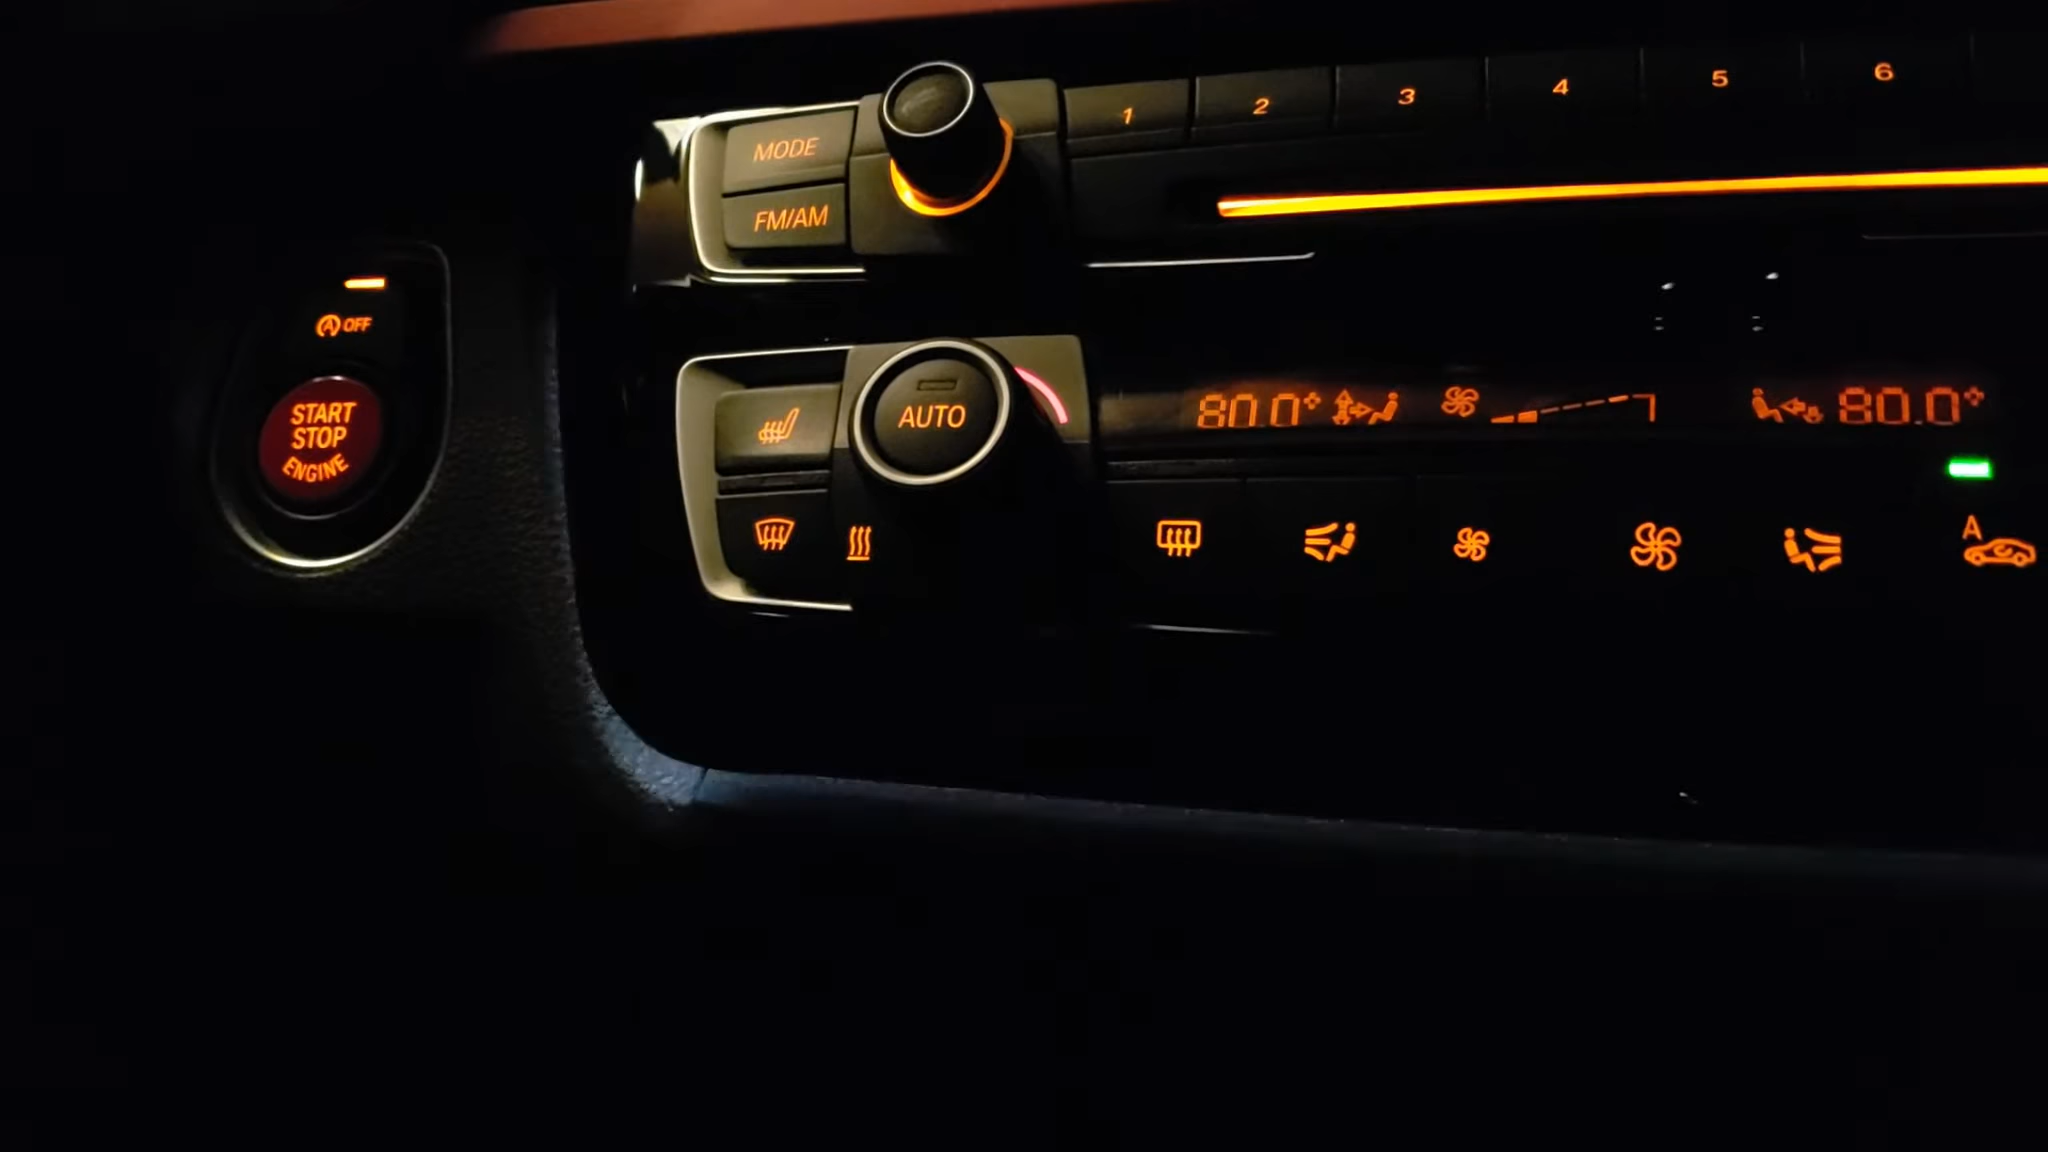 MODE
FM/AM
1 2 3 4 5 6
A OFF
START
STOP
ENGINE
AUTO
80.0° 80.0°
A